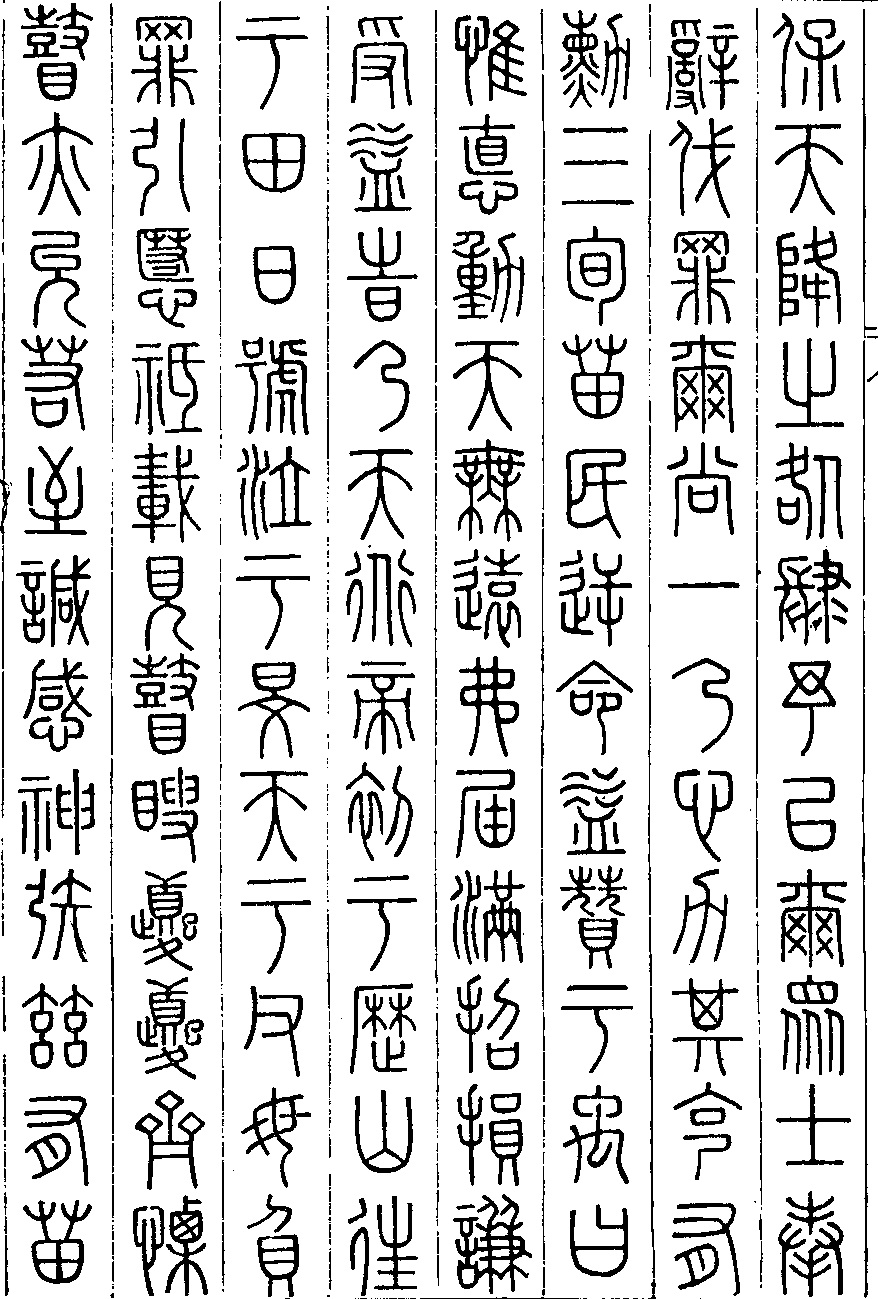 保天降之咎肆予以爾眾士奉
辭伐罪爾尚一乃心力其克有
勳三旬苗民逆命益贊于禹曰
惟悳動天無遠弗屆滿招損謙
受益時乃天道帝初于歷山往
于田日號泣于旻天于父母負
罪引慝祗載見瞽瞍夔夔齊慄
瞽亦允若至諴感神矧茲有苗